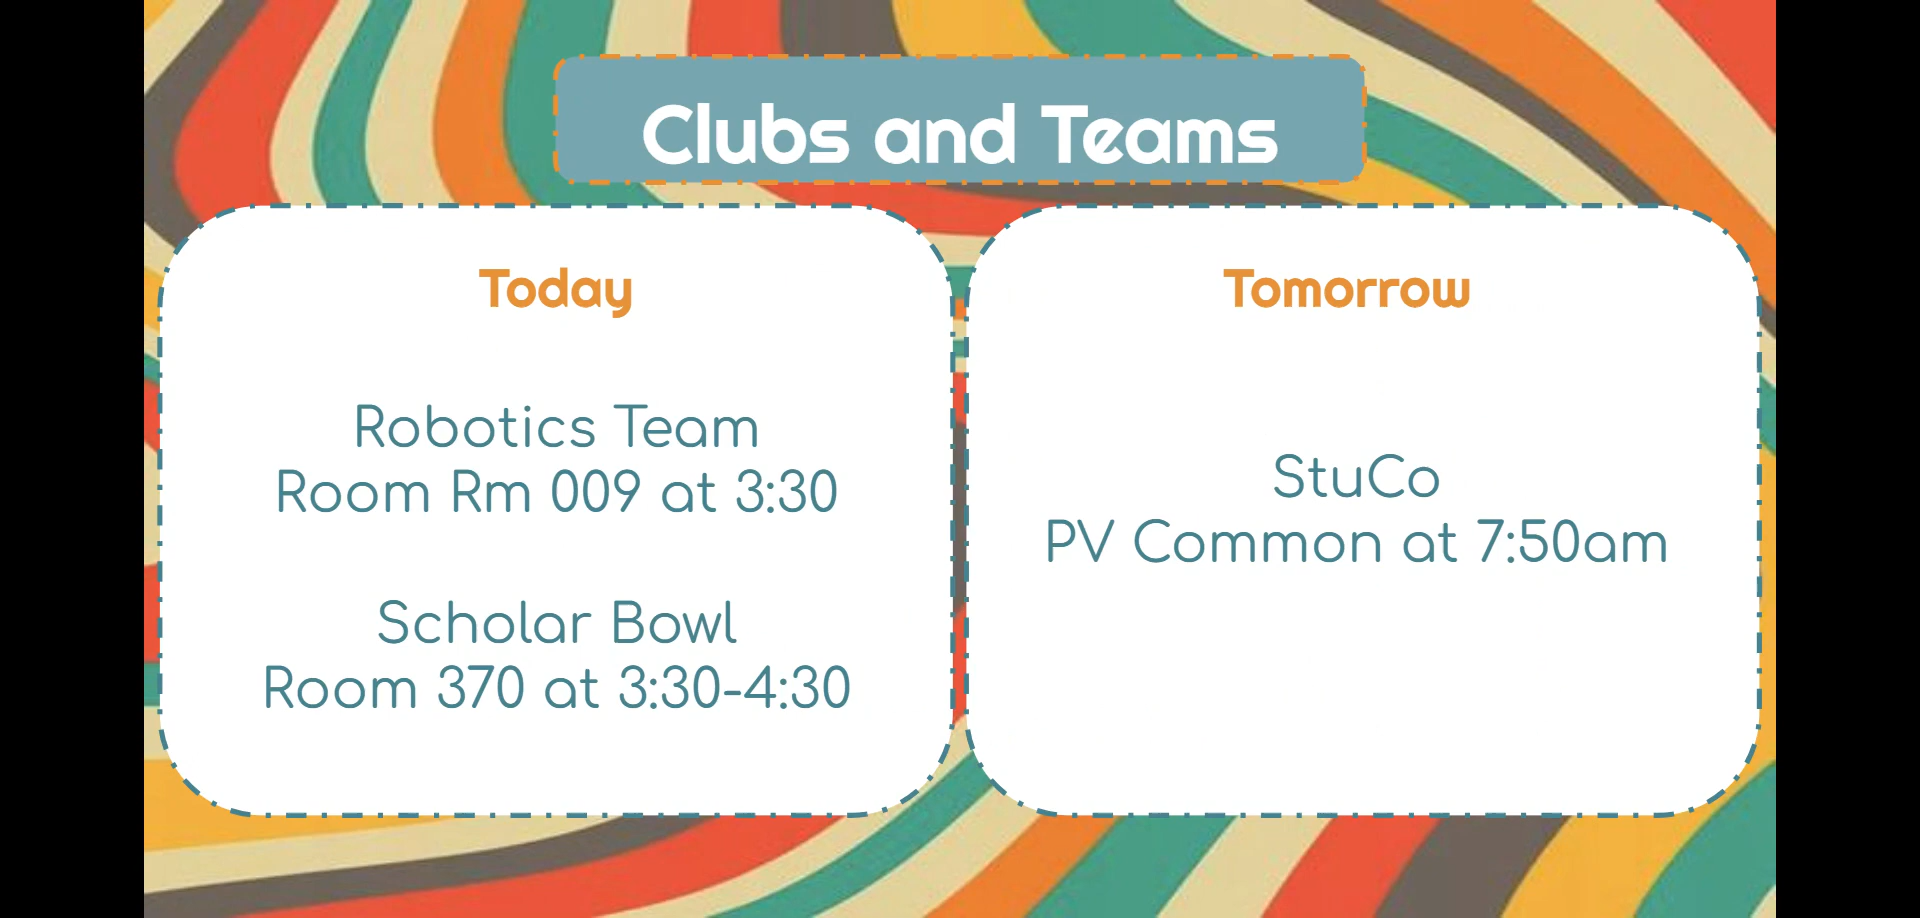 Clubs and Teams
Today
Robotics Team
Room Rm 009 at 3:30
Scholar Bowl
Room 370 at 3:30-4:30
Tomorrow
StuCo
PV Common at 7:50am